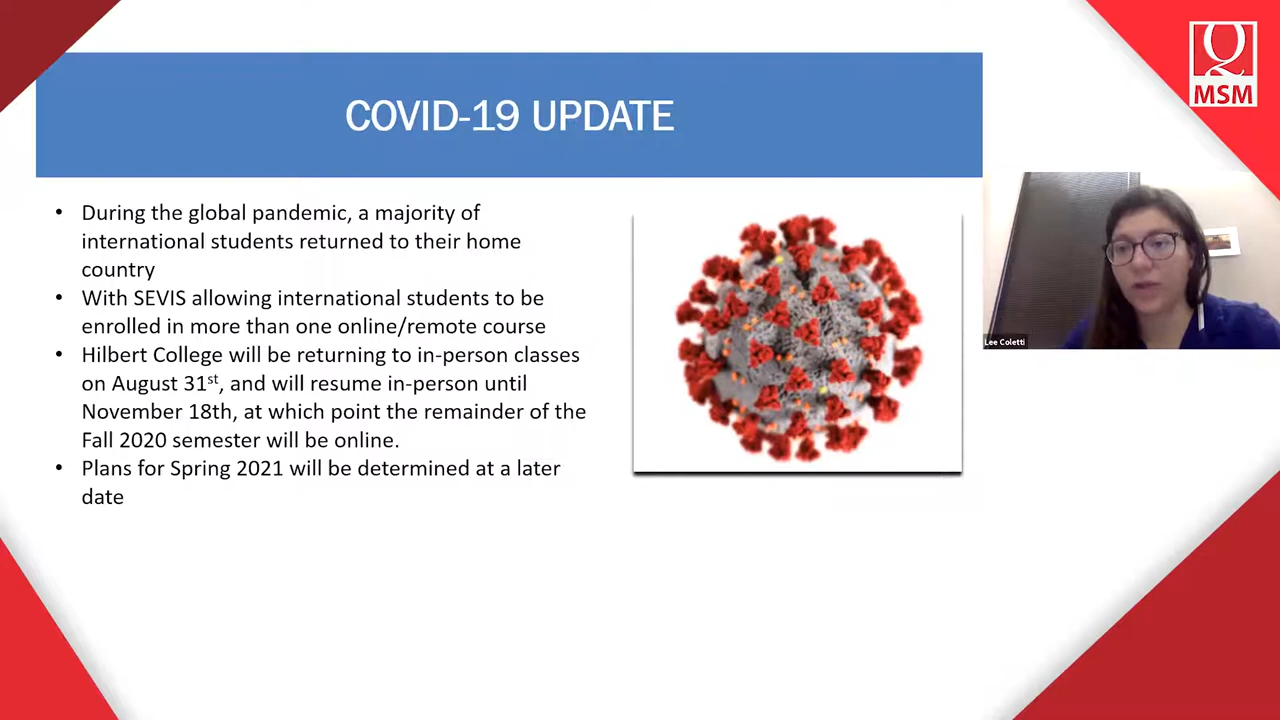 COVID-19 UPDATE
MSM
• During the global pandemic, a majority of
international students returned to their home
country
• With SEVIS allowing international students to be
enrolled in more than one online/remote course
• Hilbert College will be returning to in-person classes
on August 31st, and will resume in-person until
November 18th, at which point the remainder of the
Fall 2020 semester will be online.
• Plans for Spring 2021 will be determined at a later
date
Lee Coletti